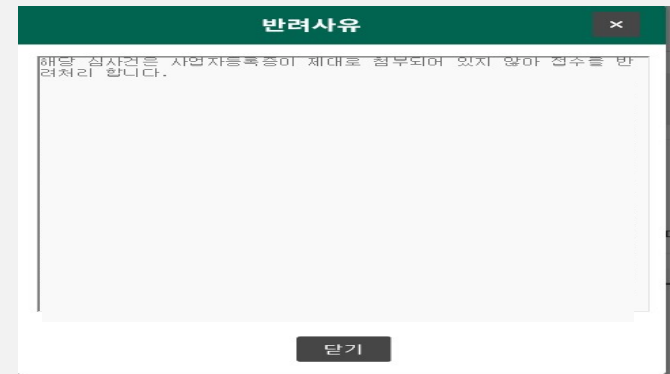 반려사유
×
해당 심사건은 사업자등록증이 제대로 첨부되어 있지 않아 접수를 반
려처리 합니다.
닫기